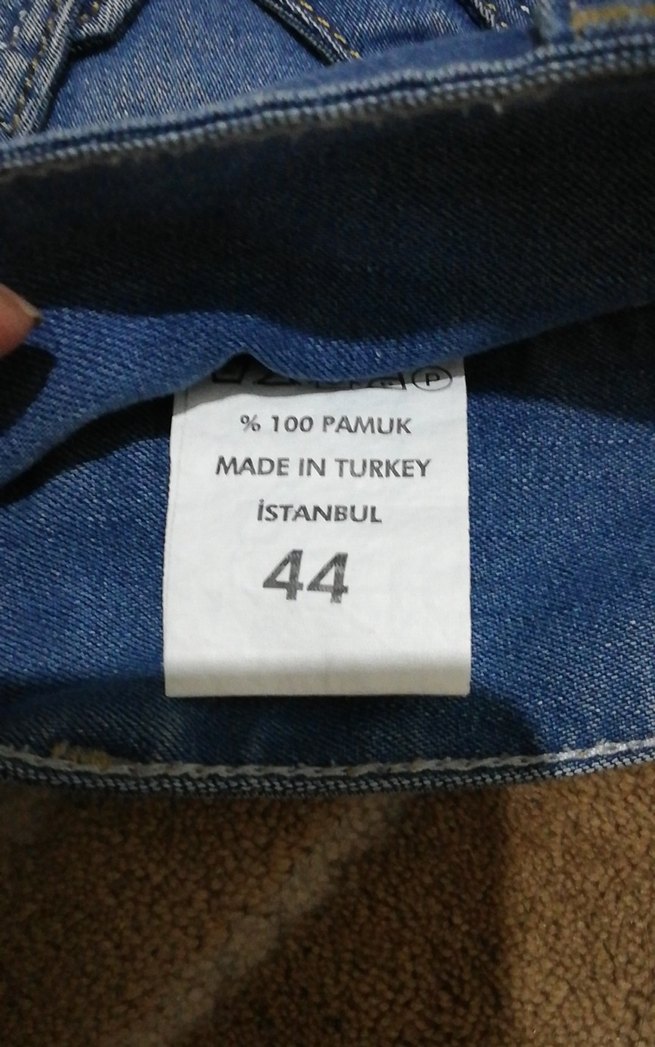 P
% 100 PAMUK
MADE IN TURKEY
İSTANBUL
44